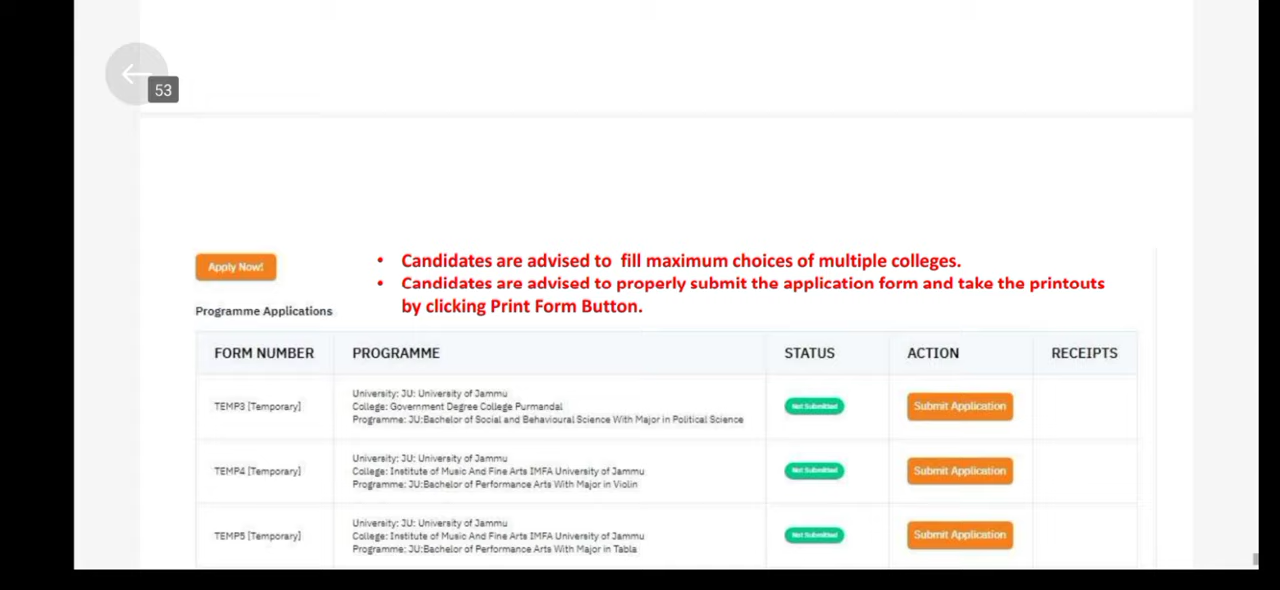 53
Apply Now!
• Candidates are advised to fill maximum choices of multiple colleges.
• Candidates are advised to properly submit the application form and take the printouts
by clicking Print Form Button.
Programme Applications
FORM NUMBER PROGRAMME STATUS ACTION RECEIPTS
University: JU: University of Jammu
TEMP3 [Temporary] College: Government Degree College Purmandal Not Submitted Submit Application
Programme: JU:Bachelor of Social and Behavioural Science With Major in Political Science
University: JU: University of Jammu
TEMP4 [Temporary] College: Institute of Music And Fine Arts IMFA University of Jammu Not Submitted Submit Application
Programme: JU:Bachelor of Performance Arts With Major in Violin
University: JU: University of Jammu
TEMP5 [Temporary] College: Institute of Music And Fine Arts IMFA University of Jammu Not Submitted Submit Application
Programme: JU:Bachelor of Performance Arts With Major in Tabla